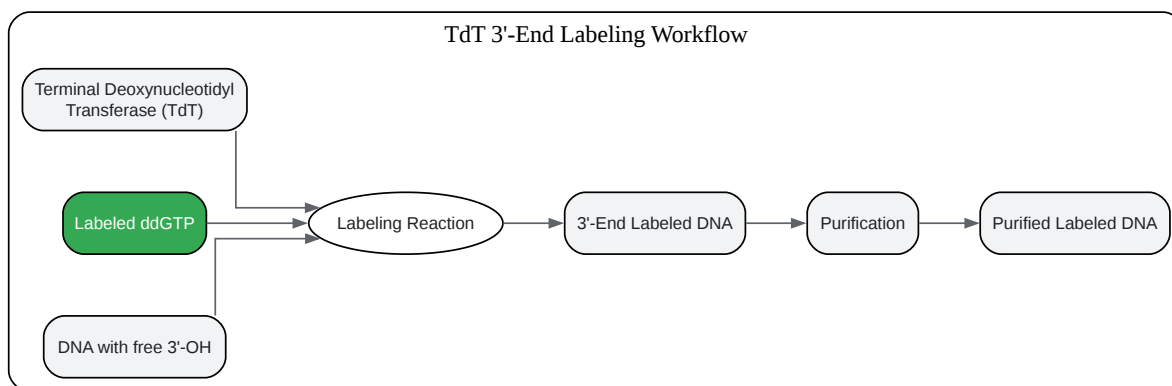 TdT 3'-End Labeling Workflow
Terminal Deoxynucleotidyl
Transferase (TdT)
Labeled ddGTP
Labeling Reaction
3'-End Labeled DNA
Purification
Purified Labeled DNA
DNA with free 3'-OH